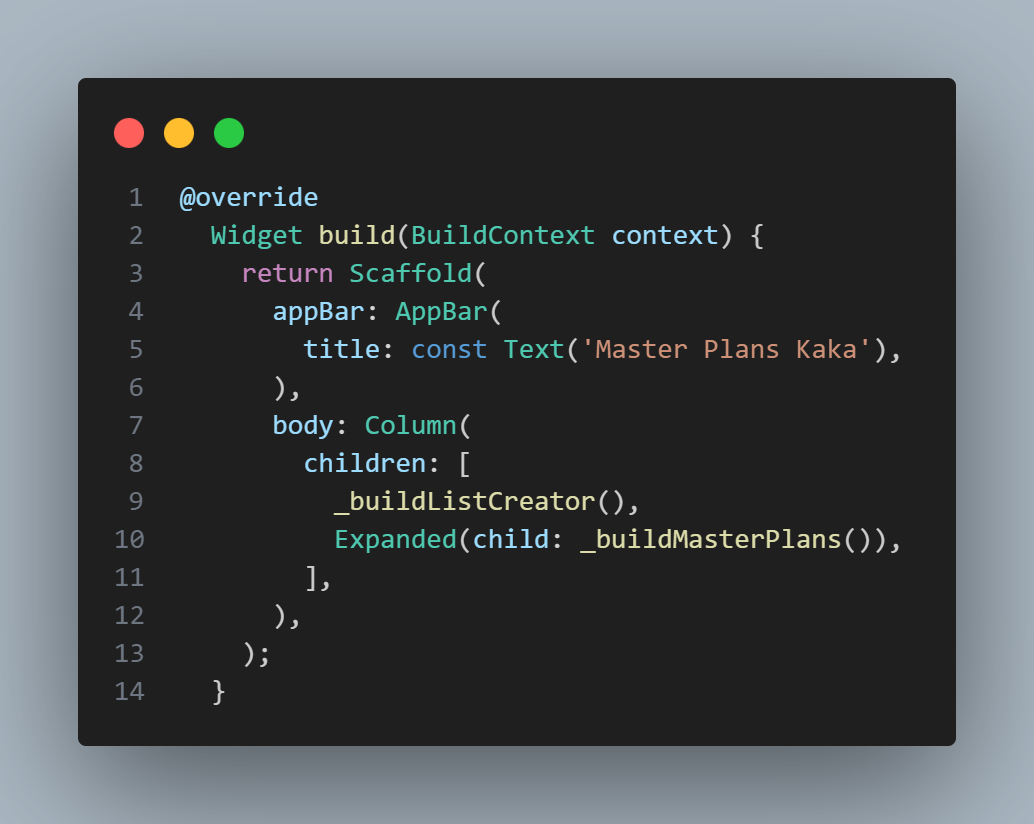 1 @override
2   Widget build(BuildContext context) {
3     return Scaffold(
4       appBar: AppBar(
5         title: const Text('Master Plans Kaka'),
6       ),
7       body: Column(
8         children: [
9           _buildListCreator(),
10           Expanded(child: _buildMasterPlans()),
11         ],
12       ),
13     );
14   }